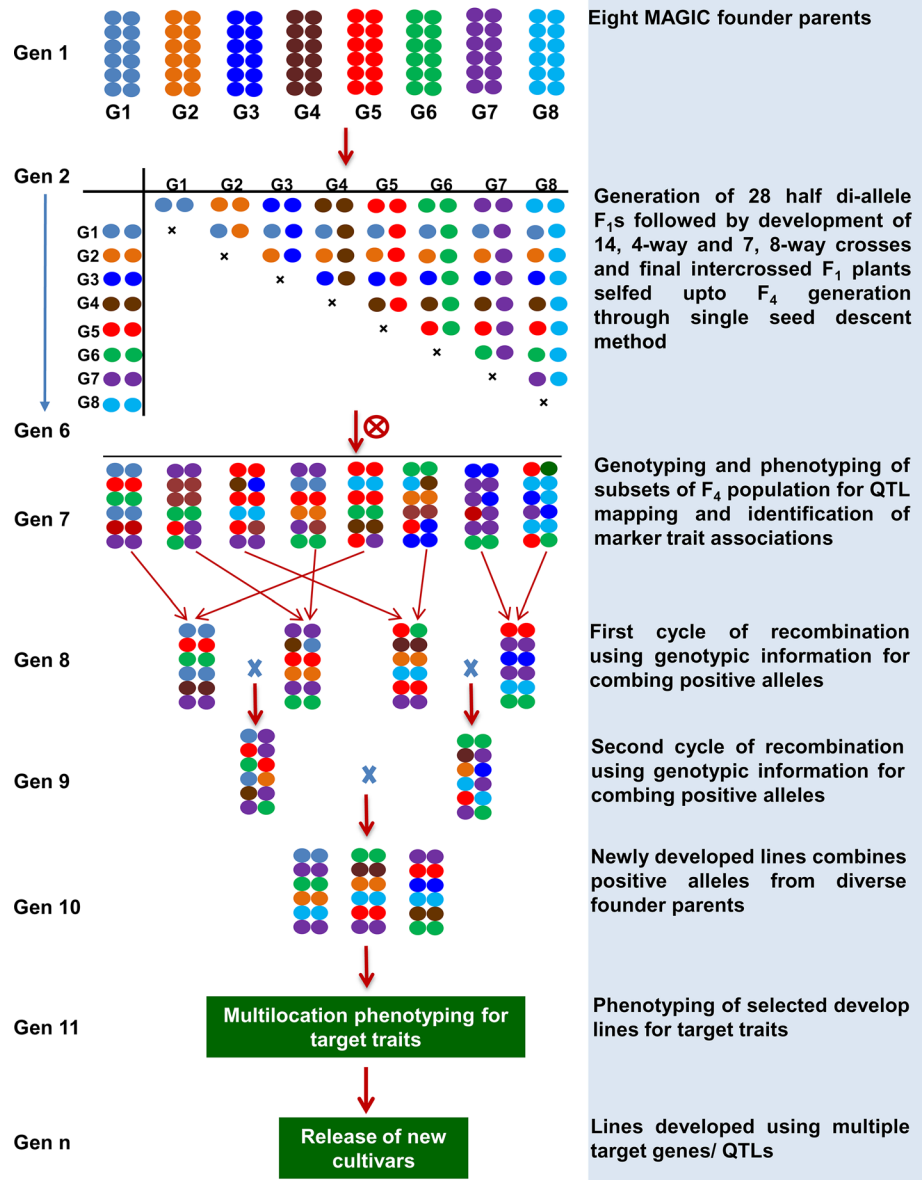 Eight MAGIC founder parents
Gen 1
G1 G2 G3 G4 G5 G6 G7 G8
Gen 2
G1 G2 G3 G4 G5 G6 G7 G8
G1 ×
G2 ×
G3 ×
G4 ×
G5 ×
G6 ×
G7 ×
G8 ×
Generation of 28 half di-allele
F₁s followed by development of
14, 4-way and 7, 8-way crosses
and final intercrossed F₁ plants
selfed upto F₄ generation
through single seed descent
method
Gen 6
Gen 7
Genotyping and phenotyping of
subsets of F₄ population for QTL
mapping and identification of
marker trait associations
Gen 8
X X
First cycle of recombination
using genotypic information for
combing positive alleles
Gen 9
X
Second cycle of recombination
using genotypic information for
combing positive alleles
Gen 10
Newly developed lines combines
positive alleles from diverse
founder parents
Gen 11
Multilocation phenotyping for
target traits
Phenotyping of selected develop
lines for target traits
Gen n
Release of new
cultivars
Lines developed using multiple
target genes/ QTLs